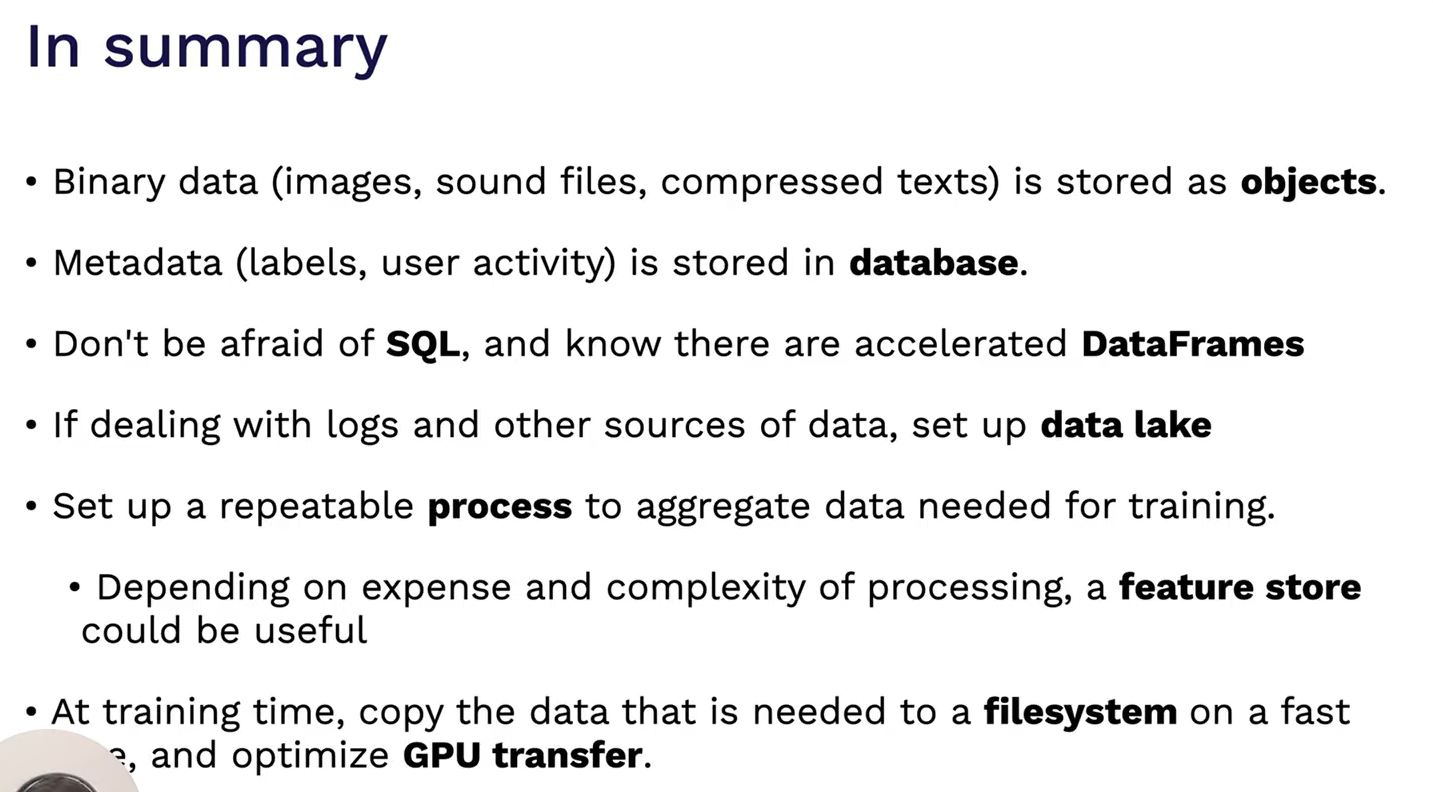 In summary
• Binary data (images, sound files, compressed texts) is stored as objects.
• Metadata (labels, user activity) is stored in database.
• Don't be afraid of SQL, and know there are accelerated DataFrames
• If dealing with logs and other sources of data, set up data lake
• Set up a repeatable process to aggregate data needed for training.
• Depending on expense and complexity of processing, a feature store
could be useful
• At training time, copy the data that is needed to a filesystem on a fast
, and optimize GPU transfer.